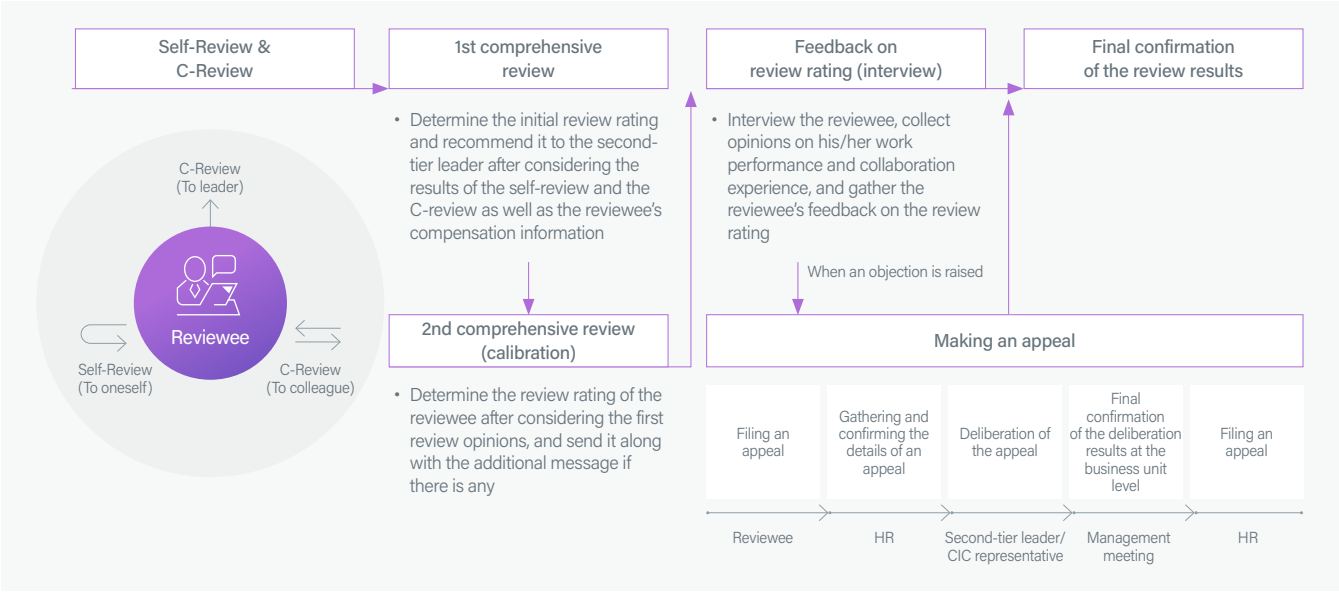 Self-Review &
C-Review
1st comprehensive
review
Feedback on
review rating (interview)
Final confirmation
of the review results
C-Review
(To leader)
Reviewee
Self-Review
(To oneself)
C-Review
(To colleague)
• Determine the initial review rating
and recommend it to the second-
tier leader after considering the
results of the self-review and the
C-review as well as the reviewee's
compensation information
2nd comprehensive review
(calibration)
• Determine the review rating of the
reviewee after considering the first
review opinions, and send it along
with the additional message if
there is any
• Interview the reviewee, collect
opinions on his/her work
performance and collaboration
experience, and gather the
reviewee's feedback on the review
rating
When an objection is raised
Making an appeal
Filing an
appeal
Gathering and
confirming the
details of an
appeal
Deliberation of
the appeal
Final
confirmation
of the deliberation
results at the
business unit
level
Filing an
appeal
Reviewee
HR
Second-tier leader/
CIC representative
Management
meeting
HR